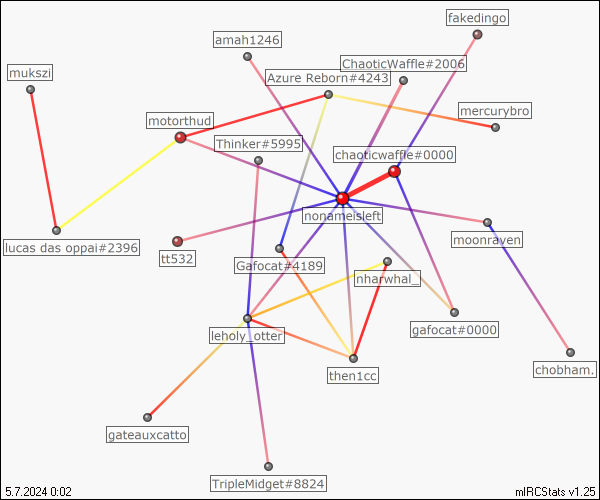 fakedingo
amah1246
ChaoticWaffle#2006
mukszi
Azure Reborn#4243
mercurybro
motorthud
Thinker#5995
chaoticwaffle#0000
nonameisleft
lucas das oppai#2396
moonraven
tt532
Gafocat#4189
nharwhal_
gafocat#0000
leholy_otter
then1cc
chobham.
gateauxcatto
TripleMidget#8824
5.7.2024 0:02
mIRCStats v1.25